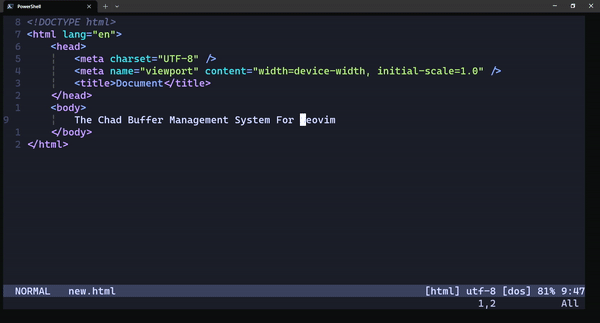 PowerShell
8 <!DOCTYPE html>
7 <html lang="en">
6 <head>
5 <meta charset="UTF-8" />
4 <meta name="viewport" content="width=device-width, initial-scale=1.0" />
3 <title>Document</title>
2 </head>
1 <body>
9 The Chad Buffer Management System For Neovim
1 </body>
2 </html>
NORMAL new.html [html] utf-8 [dos] 81% 9:47
1,2 All